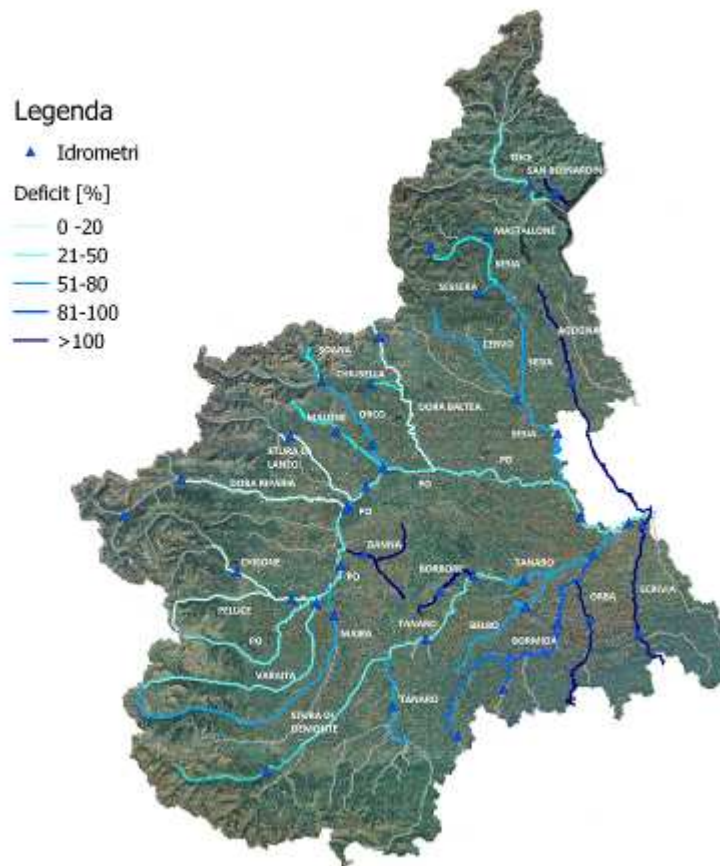 Legenda
Idrometri
Deficit [%]
0 -20
21-50
51-80
81-100
>100
TOCE
SAN BERNARDINO
MASTALLONE
SESIA
SESSERA
CERVO
SESIA
AGOGNA
SOANA
CHIUSELLA
ORCO
DORA BALTEA
MALONE
SESIA
STURA DI
LANZO
DORA RIPARIA
PO
PO
PO
BANNA
CHISONE
PO
BORBORE
TANARO
PELLICE
TANARO
ORBA
SCRIVIA
PO
MAIRA
BELBO
BORMIDA
VARAITA
TANARO
STURA DI
DEMONTE